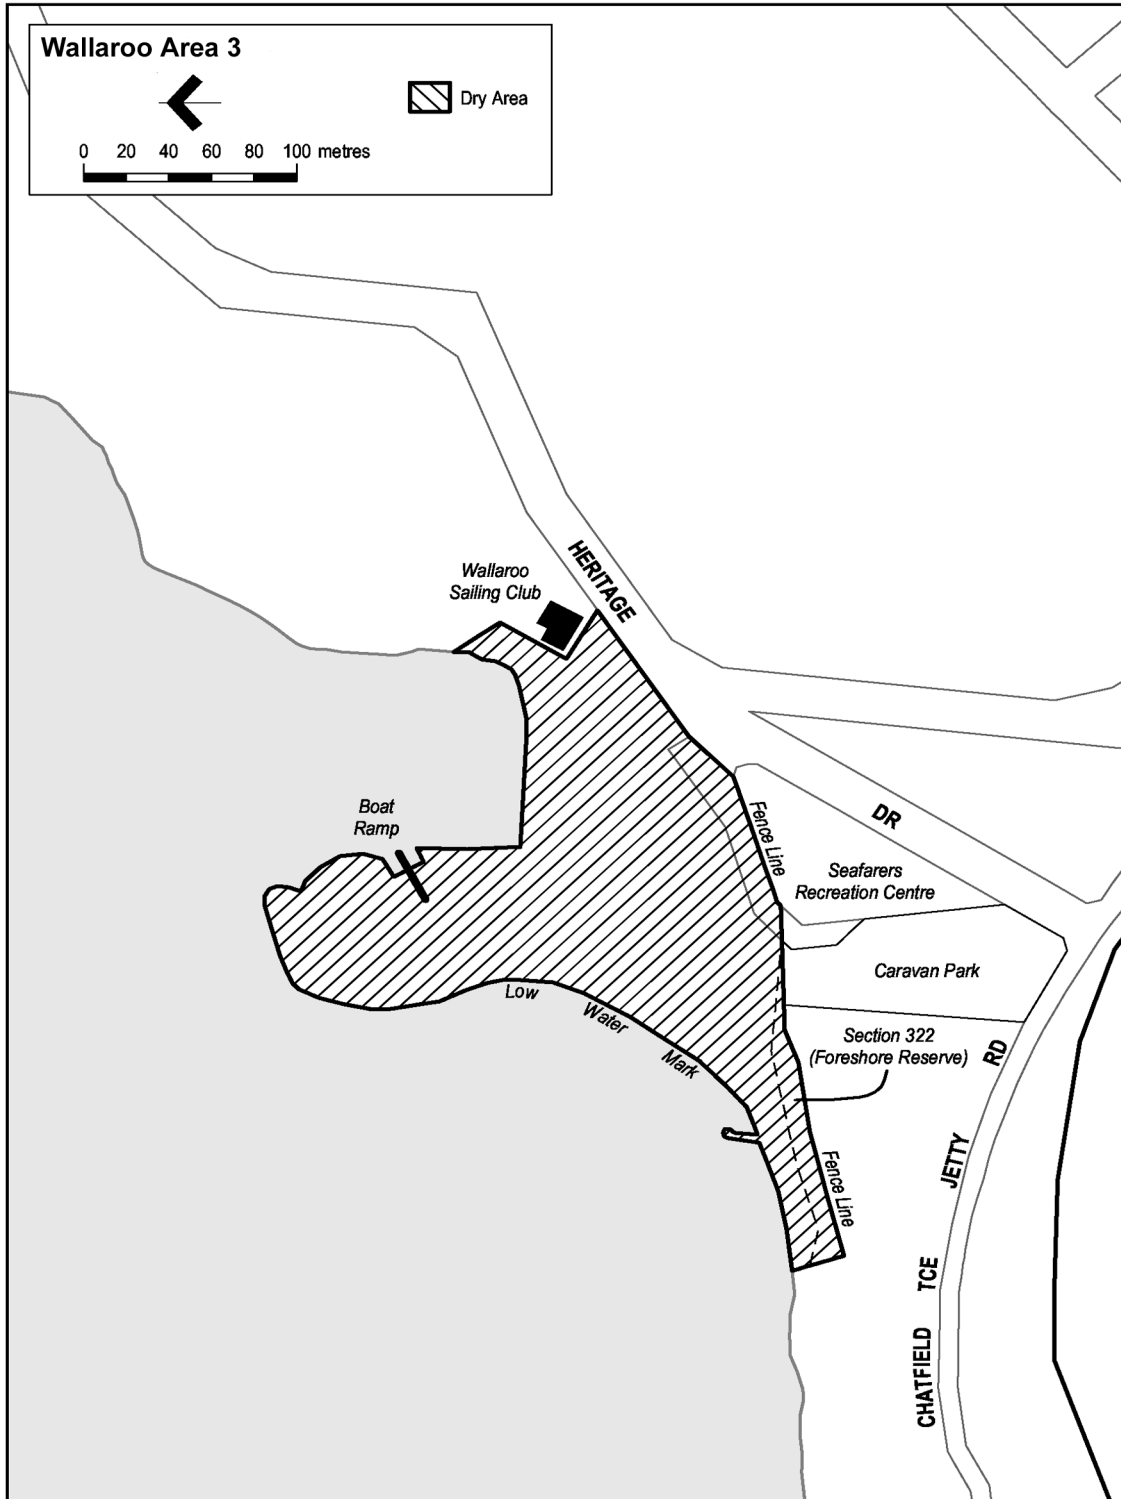 Wallaroo Area 3
Dry Area
0 20 40 60 80 100 metres
HERITAGE
Wallaroo
Sailing Club
Boat
Ramp
Fence Line
DR
Seafarers
Recreation Centre
Caravan Park
Low
Water
Mark
Section 322
(Foreshore Reserve)
RD
JETTY
Fence Line
TCE
CHATFIELD